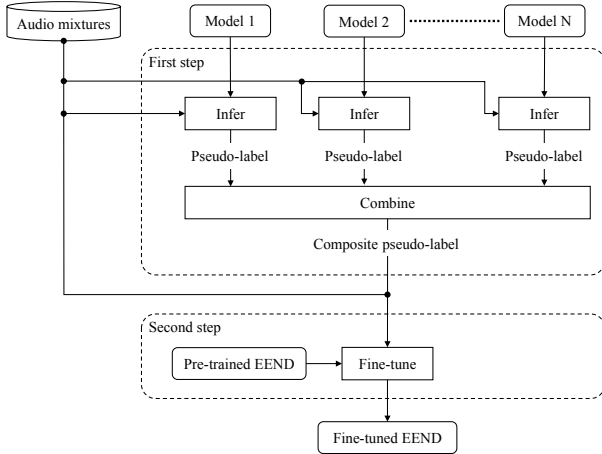 Audio mixtures
Model 1
Model 2
Model N
First step
Infer
Infer
Infer
Pseudo-label
Pseudo-label
Pseudo-label
Combine
Composite pseudo-label
Second step
Pre-trained EEND
Fine-tune
Fine-tuned EEND